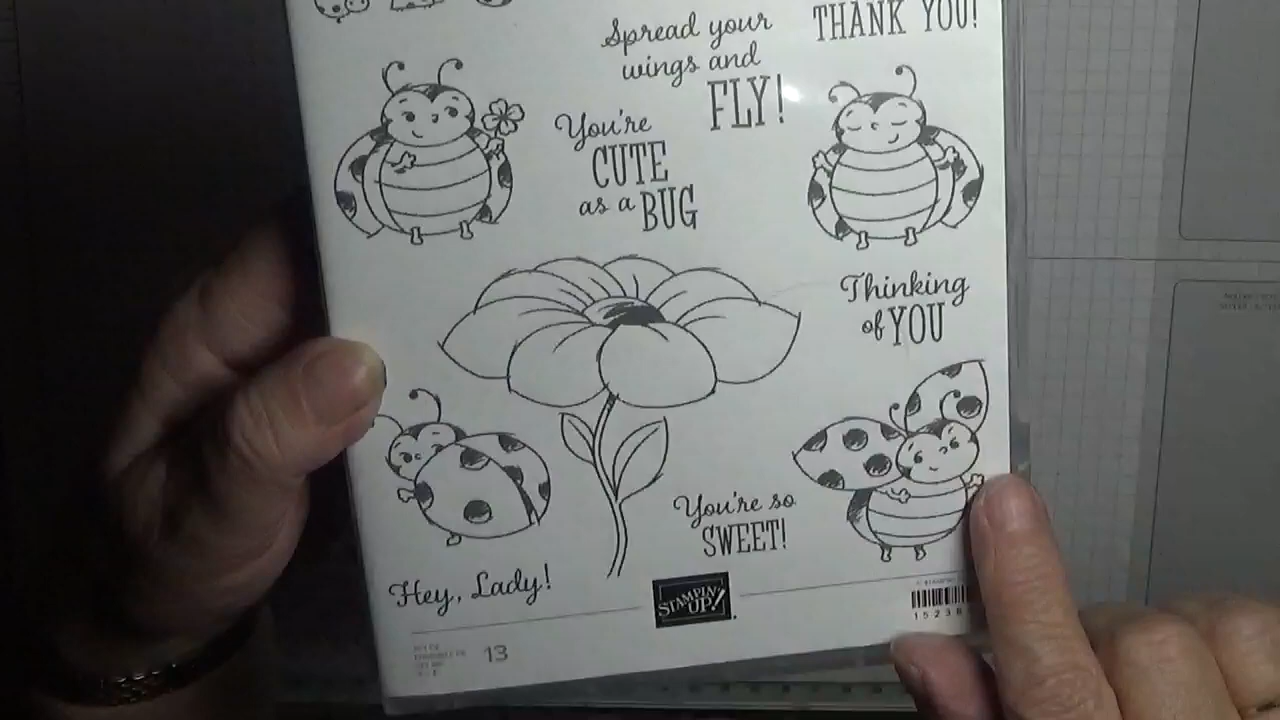 Spread your
wings and
FLY!
THANK YOU!
You're
CUTE
as a BUG
Thinking
of YOU
You're so
SWEET!
Hey, Lady!
STAMPIN'
UP!
13